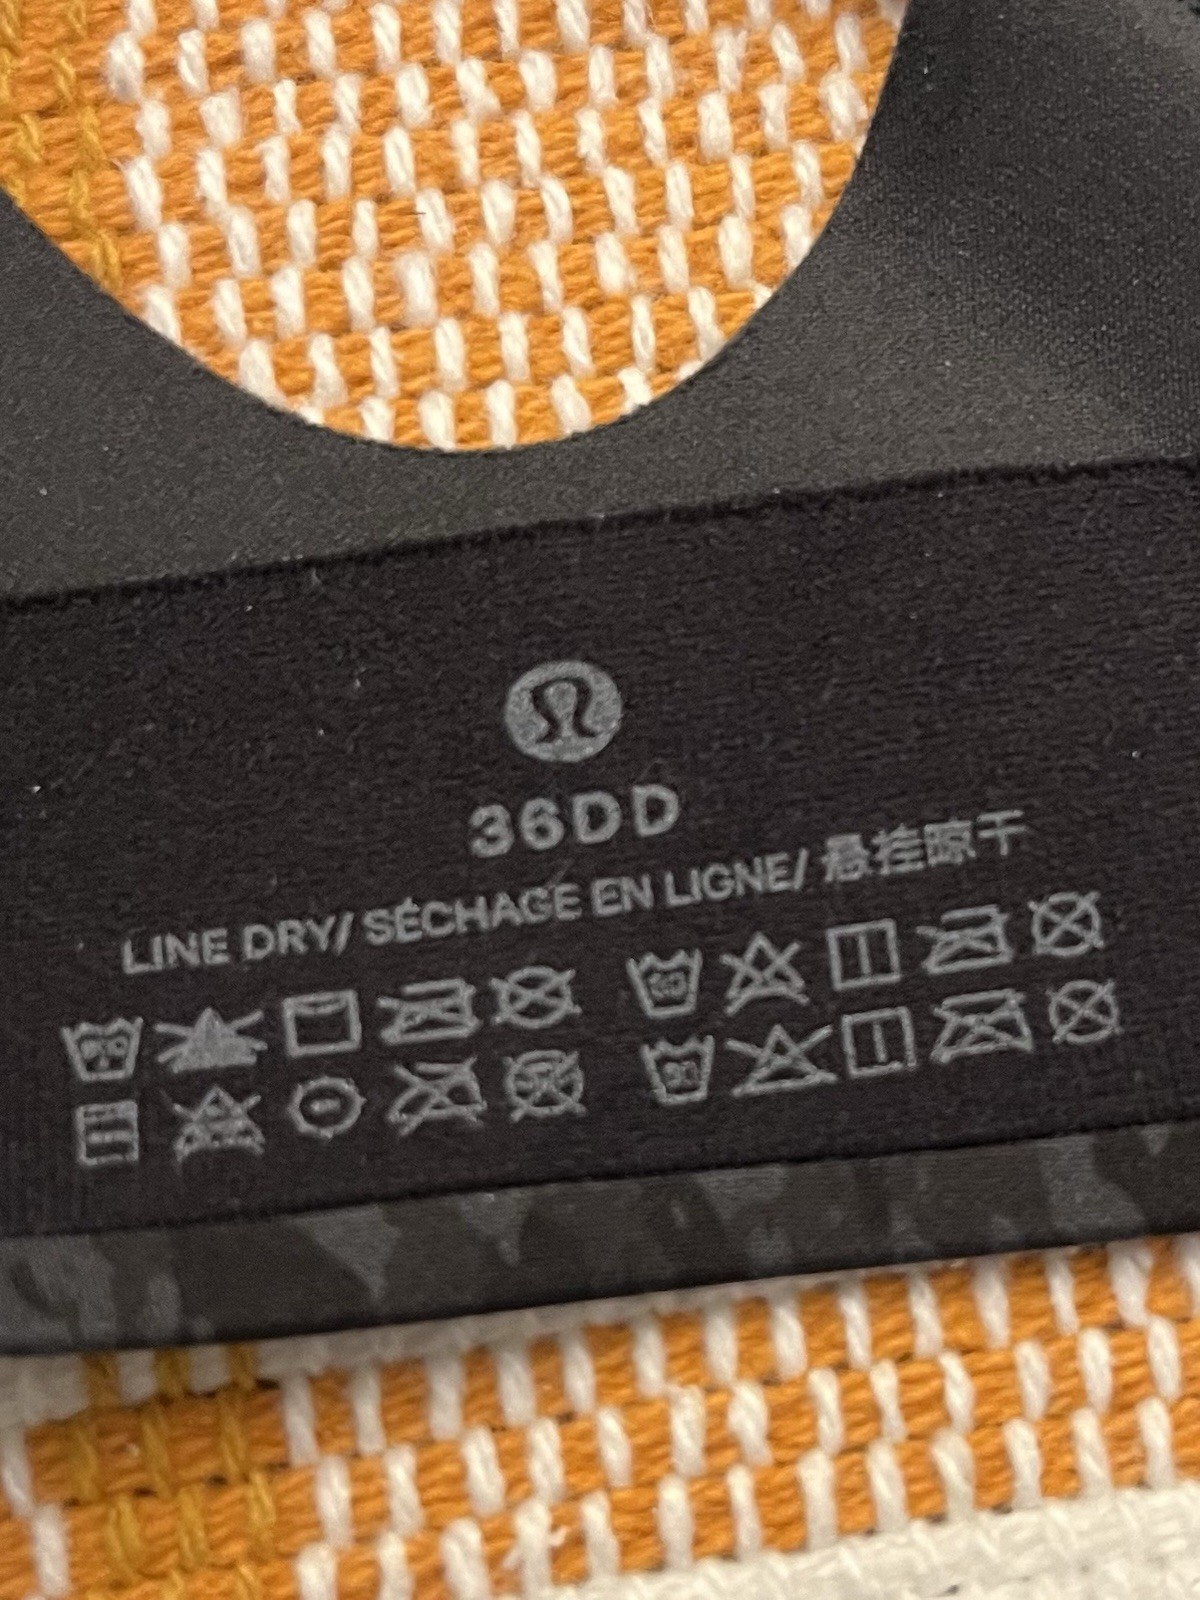 36DD
LINE DRY/ SÉCHAGE EN LIGNE/ 悬挂晾干